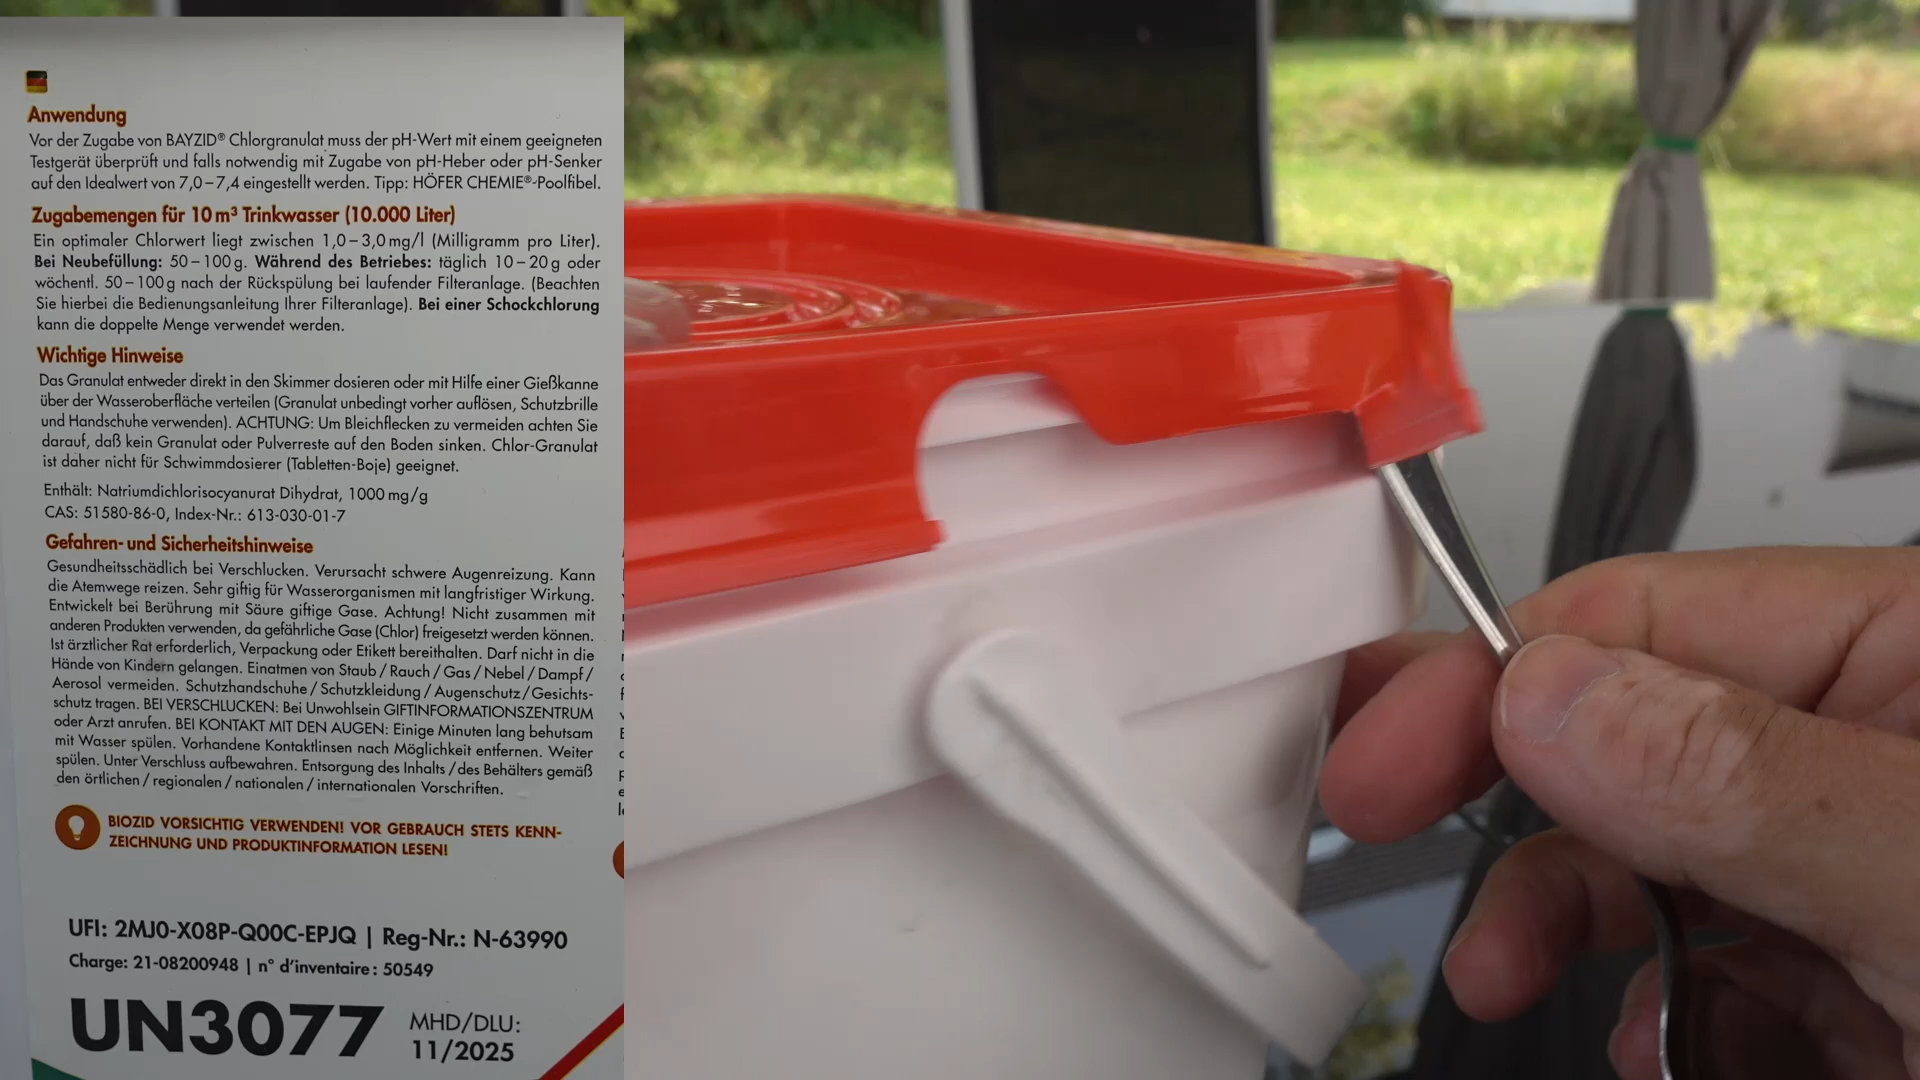 Anwendung
Vor der Zugabe von BAYZID® Chlorgranulat muss der pH-Wert mit einem geeigneten
Testgerät überprüft und falls notwendig mit Zugabe von pH-Heber oder pH-Senker
auf den Idealwert von 7,0–7,4 eingestellt werden. Tipp: HÖFER CHEMIE®-Poolfibel.
Zugabemengen für 10 m³ Trinkwasser (10.000 Liter)
Ein optimaler Chlorwert liegt zwischen 1,0–3,0 mg/l (Milligramm pro Liter).
Bei Neubefüllung: 50–100 g. Während des Betriebes: täglich 10–20 g oder
wöchentl. 50–100 g nach der Rückspülung bei laufender Filteranlage. (Beachten
Sie hierbei die Bedienungsanleitung Ihrer Filteranlage). Bei einer Schockchlorung
kann die doppelte Menge verwendet werden.
Wichtige Hinweise
Das Granulat entweder direkt in den Skimmer dosieren oder mit Hilfe einer Gießkanne
über der Wasseroberfläche verteilen (Granulat unbedingt vorher auflösen, Schutzbrille
und Handschuhe verwenden). ACHTUNG: Um Bleichflecken zu vermeiden achten Sie
darauf, daß kein Granulat oder Pulverreste auf den Boden sinken. Chlor-Granulat
ist daher nicht für Schwimmdosierer (Tabletten-Boje) geeignet.
Enthält: Natriumdichlorisocyanurat Dihydrat, 1000 mg/g
CAS: 51580-86-0, Index-Nr.: 613-030-01-7
Gefahren- und Sicherheitshinweise
Gesundheitsschädlich bei Verschlucken. Verursacht schwere Augenreizung. Kann
die Atemwege reizen. Sehr giftig für Wasserorganismen mit langfristiger Wirkung.
Entwickelt bei Berührung mit Säure giftige Gase. Achtung! Nicht zusammen mit
anderen Produkten verwenden, da gefährliche Gase (Chlor) freigesetzt werden können.
Ist ärztlicher Rat erforderlich, Verpackung oder Etikett bereithalten. Darf nicht in die
Hände von Kindern gelangen. Einatmen von Staub / Rauch / Gas / Nebel / Dampf /
Aerosol vermeiden. Schutzhandschuhe / Schutzkleidung / Augenschutz / Gesichts-
schutz tragen. BEI VERSCHLUCKEN: Bei Unwohlsein GIFTINFORMATIONSZENTRUM
oder Arzt anrufen. BEI KONTAKT MIT DEN AUGEN: Einige Minuten lang behutsam
mit Wasser spülen. Vorhandene Kontaktlinsen nach Möglichkeit entfernen. Weiter
spülen. Unter Verschluss aufbewahren. Entsorgung des Inhalts / des Behälters gemäß
den örtlichen / regionalen / nationalen / internationalen Vorschriften.
BIOZID VORSICHTIG VERWENDEN! VOR GEBRAUCH STETS KENN-
ZEICHNUNG UND PRODUKTINFORMATION LESEN!
UFI: 2MJ0-X08P-Q00C-EPJQ | Reg-Nr.: N-63990
Charge: 21-08200948 | n° d'inventaire : 50549
UN3077
MHD/DLU:
11/2025